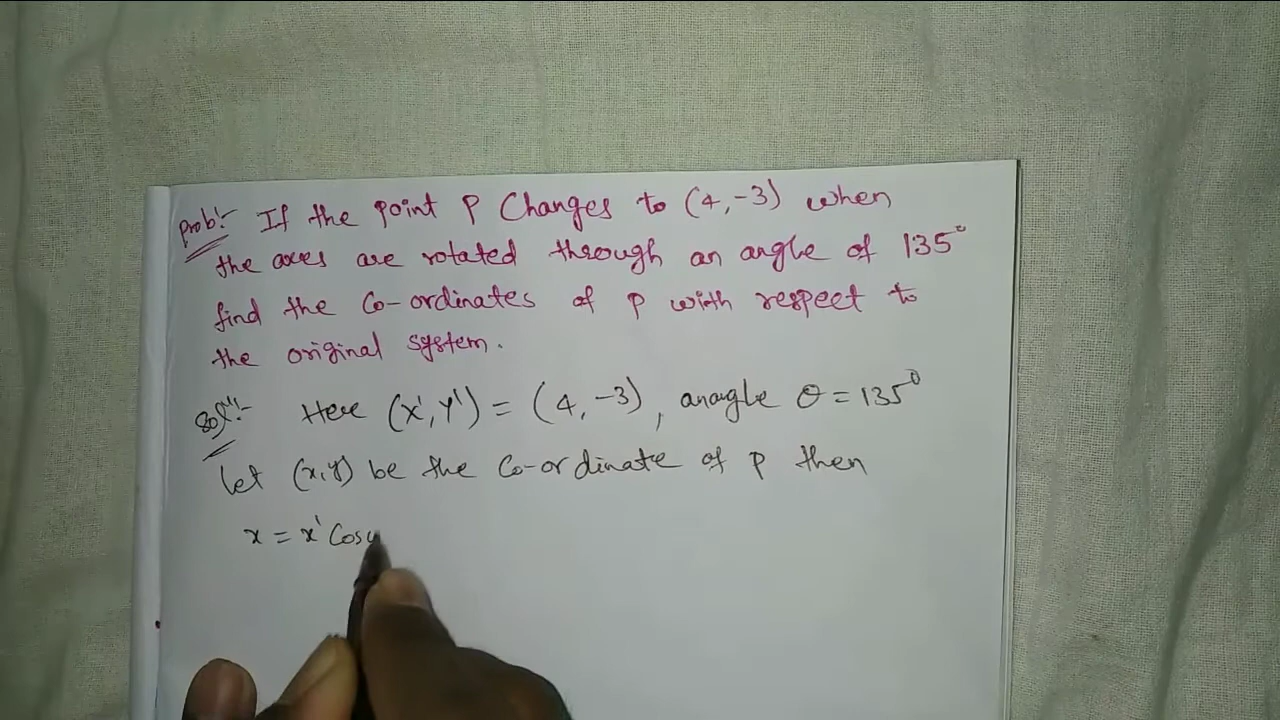 Prob:- If the point P Changes to (4,-3) when
the axes are rotated through an angle of 135°
find the Co-ordinates of P with respect to
the original system.
Sol:- Here (x', y') = (4, -3), anagle θ = 135°
Let (x,y) be the Co-ordinate of P then
x = x' Cos